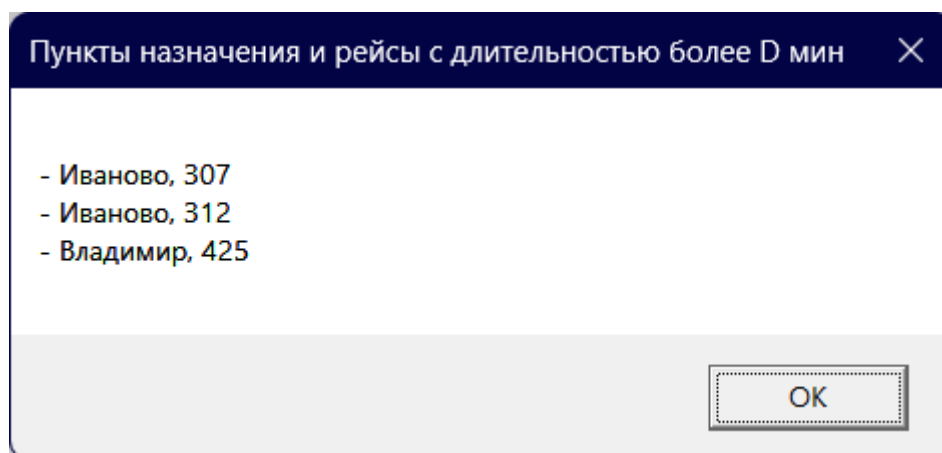 Пункты назначения и рейсы с длительностью более D мин
- Иваново, 307
- Иваново, 312
- Владимир, 425
OK